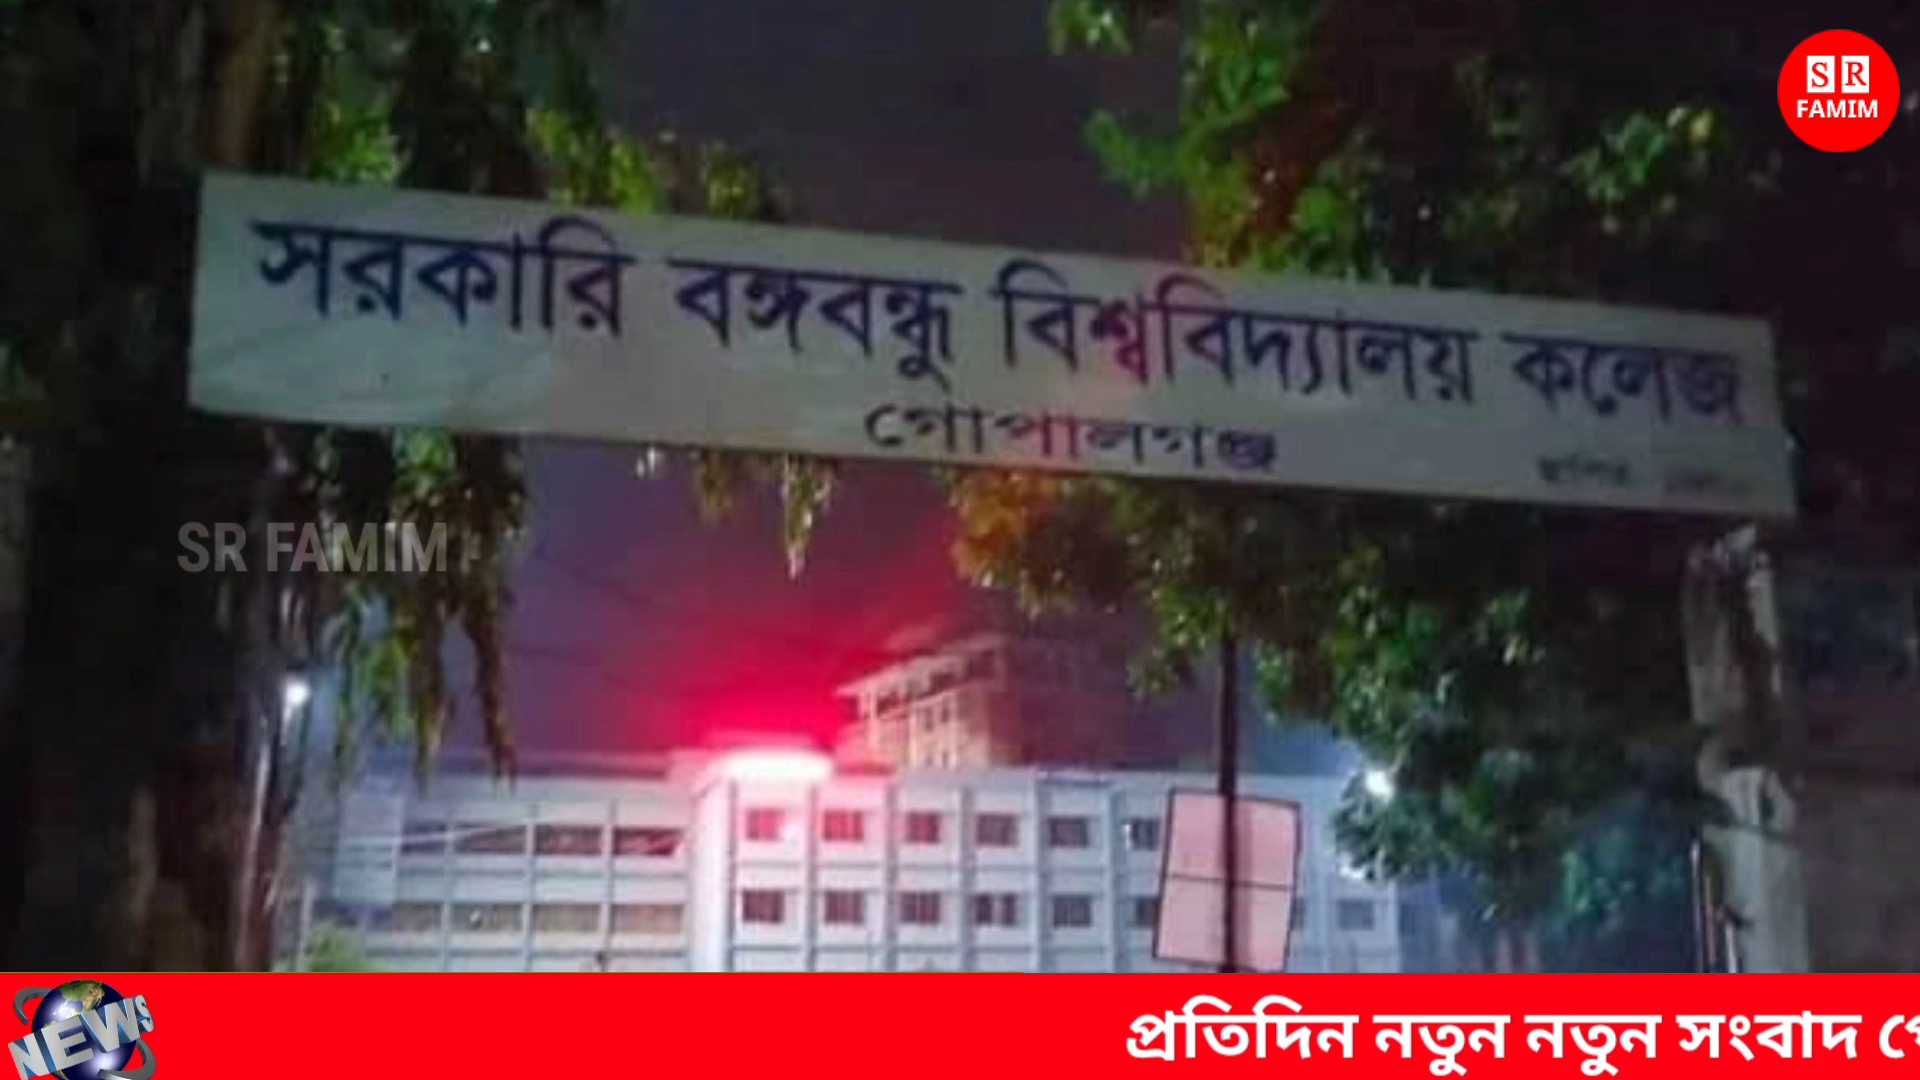 SR
FAMIM
সরকারি বঙ্গবন্ধু বিশ্ববিদ্যালয় কলেজ
গোপালগঞ্জ
SR FAMIM
NEWS
প্রতিদিন নতুন নতুন সংবাদ